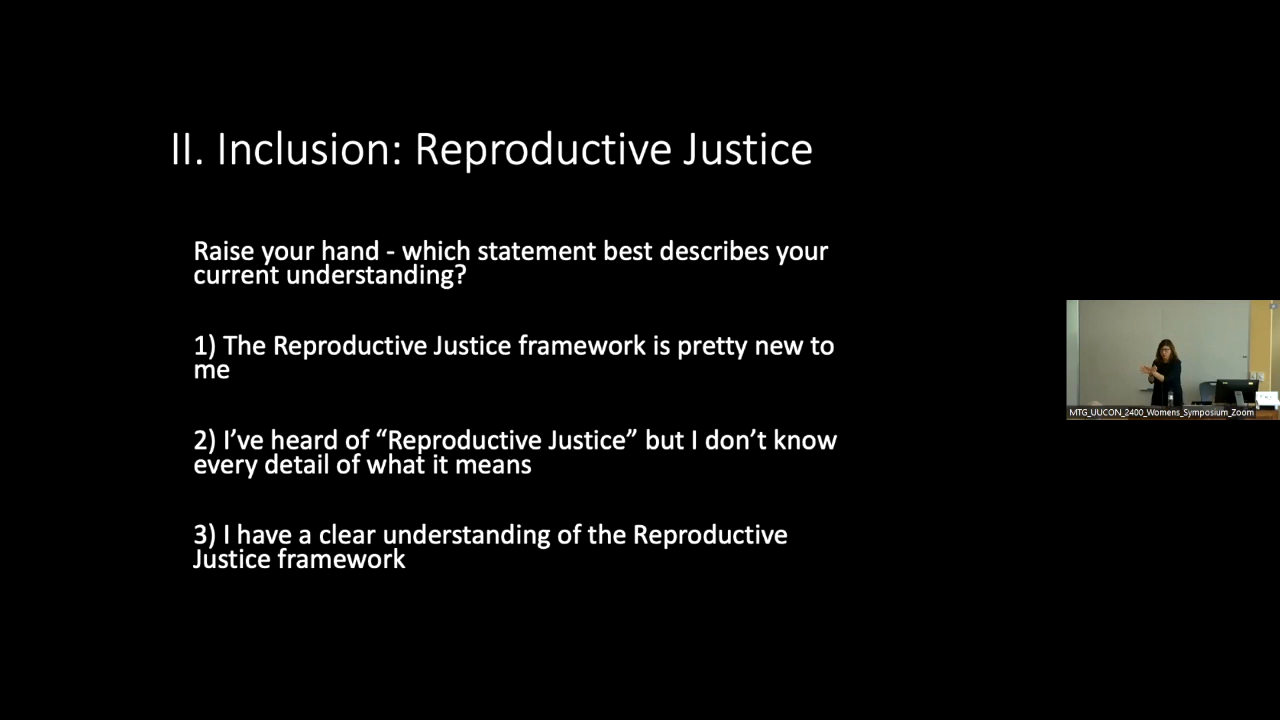 II. Inclusion: Reproductive Justice
Raise your hand - which statement best describes your
current understanding?
1) The Reproductive Justice framework is pretty new to
me
2) I’ve heard of “Reproductive Justice” but I don’t know
every detail of what it means
3) I have a clear understanding of the Reproductive
Justice framework
MTG_UUCON_2400_Womens_Symposium_Zoom